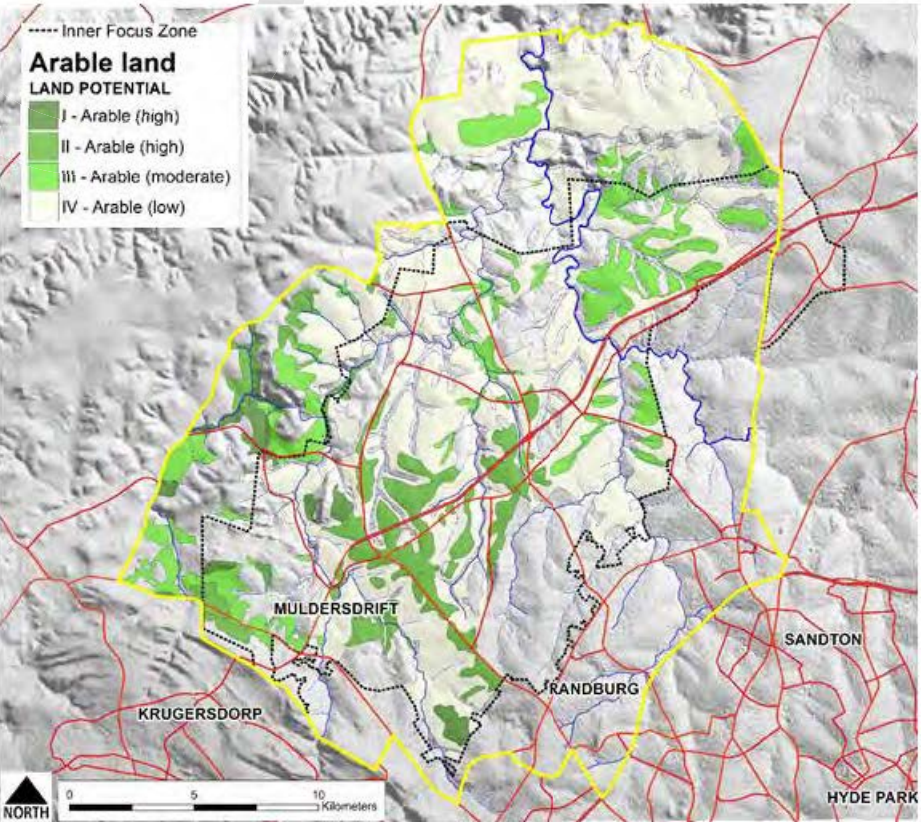 Inner Focus Zone
Arable land
LAND POTENTIAL
I - Arable (high)
II - Arable (high)
III - Arable (moderate)
IV - Arable (low)
MULDERSDRIFT
SANDTON
RANDBURG
KRUGERSDORP
HYDE PARK
NORTH
0 5 10
Kilometers